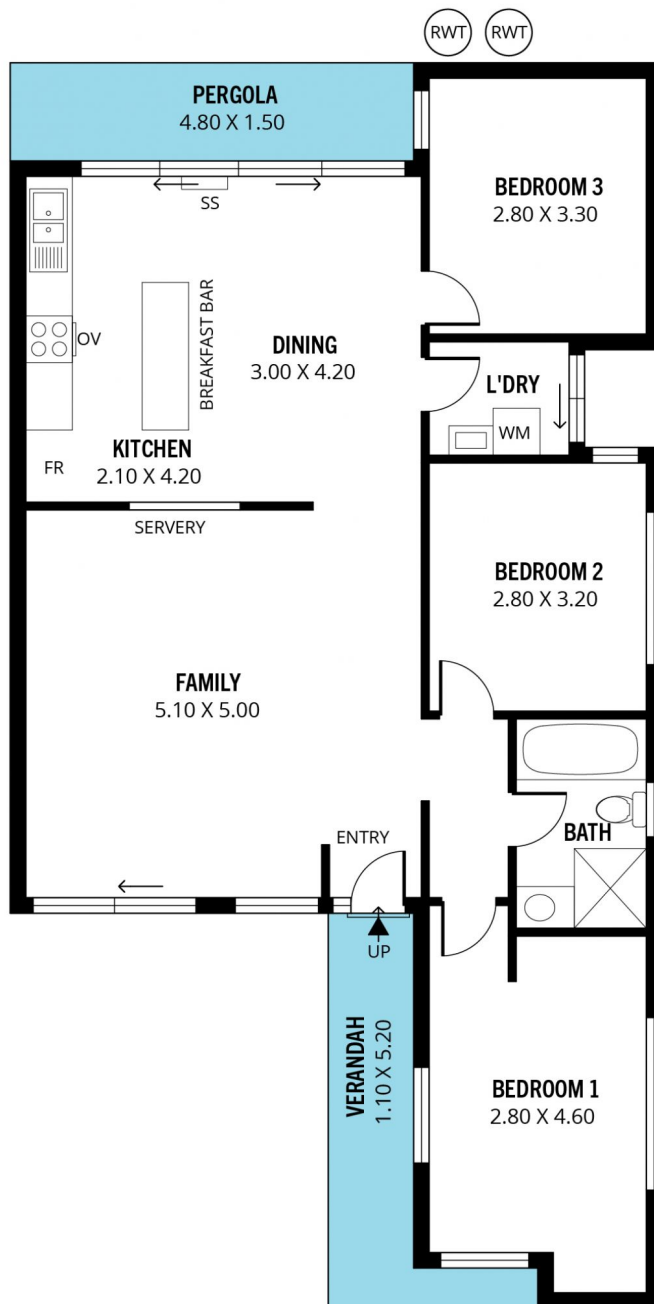 RWT
RWT
PERGOLA
4.80 X 1.50
BEDROOM 3
2.80 X 3.30
SS
OV
BREAKFAST BAR
DINING
3.00 X 4.20
L'DRY
WM
KITCHEN
2.10 X 4.20
FR
SERVERY
BEDROOM 2
2.80 X 3.20
FAMILY
5.10 X 5.00
ENTRY
BATH
UP
VERANDAH
1.10 X 5.20
BEDROOM 1
2.80 X 4.60